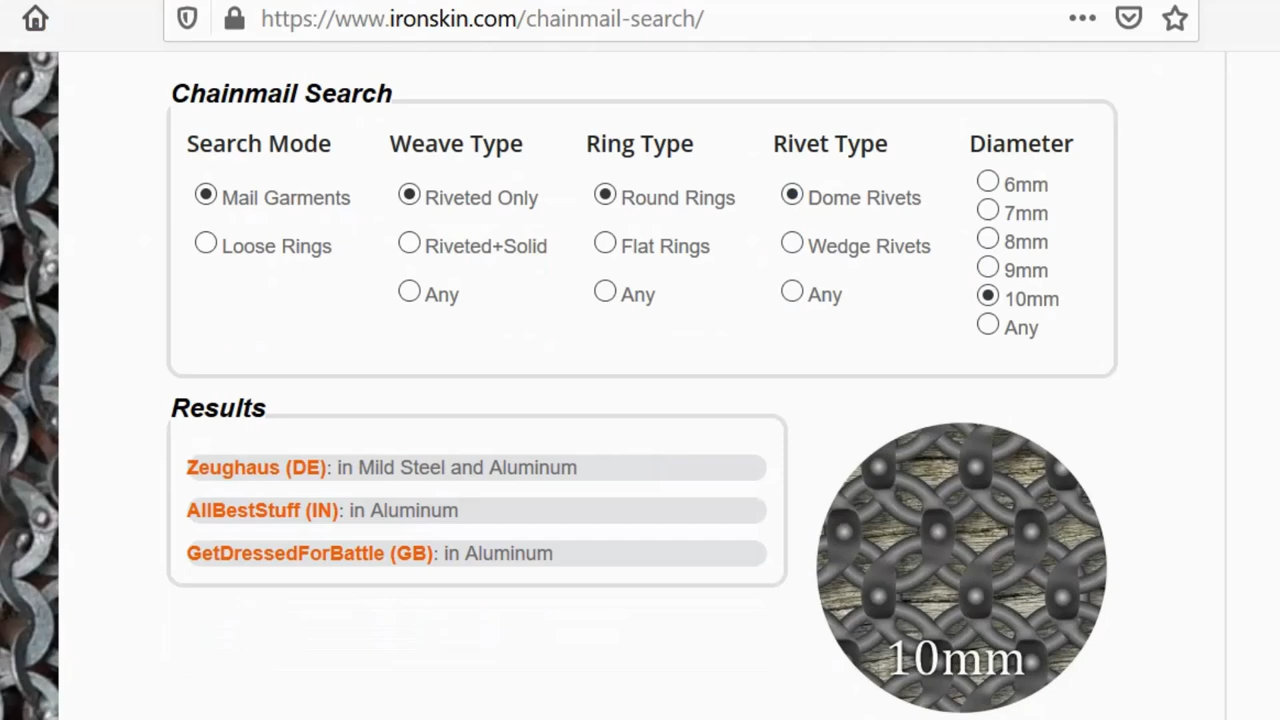 https://www.ironskin.com/chainmail-search/
Chainmail Search
Search Mode
Mail Garments
Loose Rings
Weave Type
Riveted Only
Riveted+Solid
Any
Ring Type
Round Rings
Flat Rings
Any
Rivet Type
Dome Rivets
Wedge Rivets
Any
Diameter
6mm
7mm
8mm
9mm
10mm
Any
Results
Zeughaus (DE): in Mild Steel and Aluminum
AllBestStuff (IN): in Aluminum
GetDressedForBattle (GB): in Aluminum
10mm